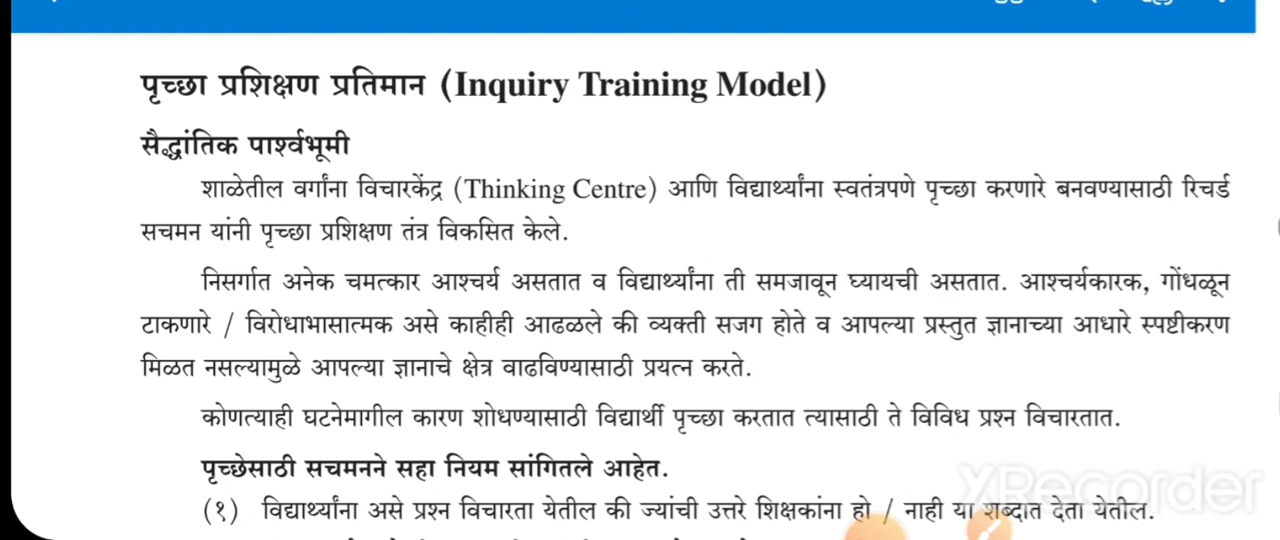 पृच्छा प्रशिक्षण प्रतिमान (Inquiry Training Model)
सैद्धांतिक पार्श्वभूमी
शाळेतील वर्गांना विचारकेंद्र (Thinking Centre) आणि विद्यार्थ्यांना स्वतंत्रपणे पृच्छा करणारे बनवण्यासाठी रिचर्ड
सचमन यांनी पृच्छा प्रशिक्षण तंत्र विकसित केले.
निसर्गात अनेक चमत्कार आश्चर्य असतात व विद्यार्थ्यांना ती समजावून घ्यायची असतात. आश्चर्यकारक, गोंधळून
टाकणारे / विरोधाभासात्मक असे काहीही आढळले की व्यक्ती सजग होते व आपल्या प्रस्तुत ज्ञानाच्या आधारे स्पष्टीकरण
मिळत नसल्यामुळे आपल्या ज्ञानाचे क्षेत्र वाढविण्यासाठी प्रयत्न करते.
कोणत्याही घटनेमागील कारण शोधण्यासाठी विद्यार्थी पृच्छा करतात त्यासाठी ते विविध प्रश्न विचारतात.
पृच्छेसाठी सचमनने सहा नियम सांगितले आहेत.
(१) विद्यार्थ्यांना असे प्रश्न विचारता येतील की ज्यांची उत्तरे शिक्षकांना हो / नाही या शब्दात देता येतील.
XRecorder